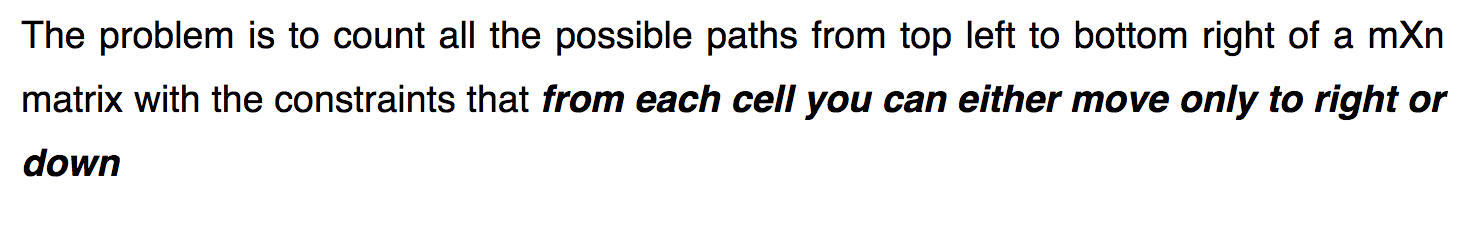 The problem is to count all the possible paths from top left to bottom right of a mXn
matrix with the constraints that from each cell you can either move only to right or
down